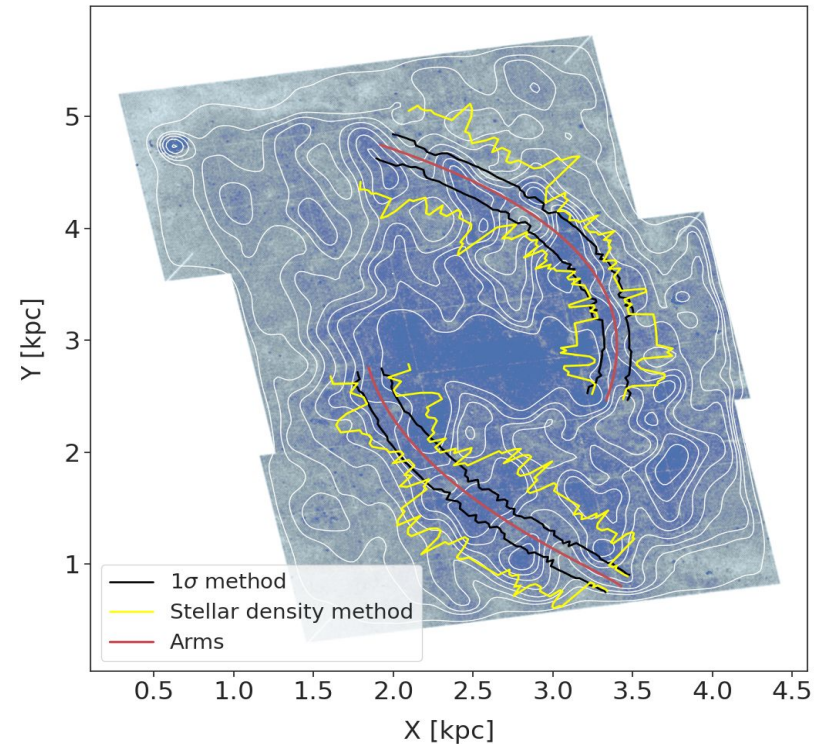 5
4
3
2
1
Y [kpc]
1σ method
Stellar density method
Arms
0.5 1.0 1.5 2.0 2.5 3.0 3.5 4.0 4.5
X [kpc]